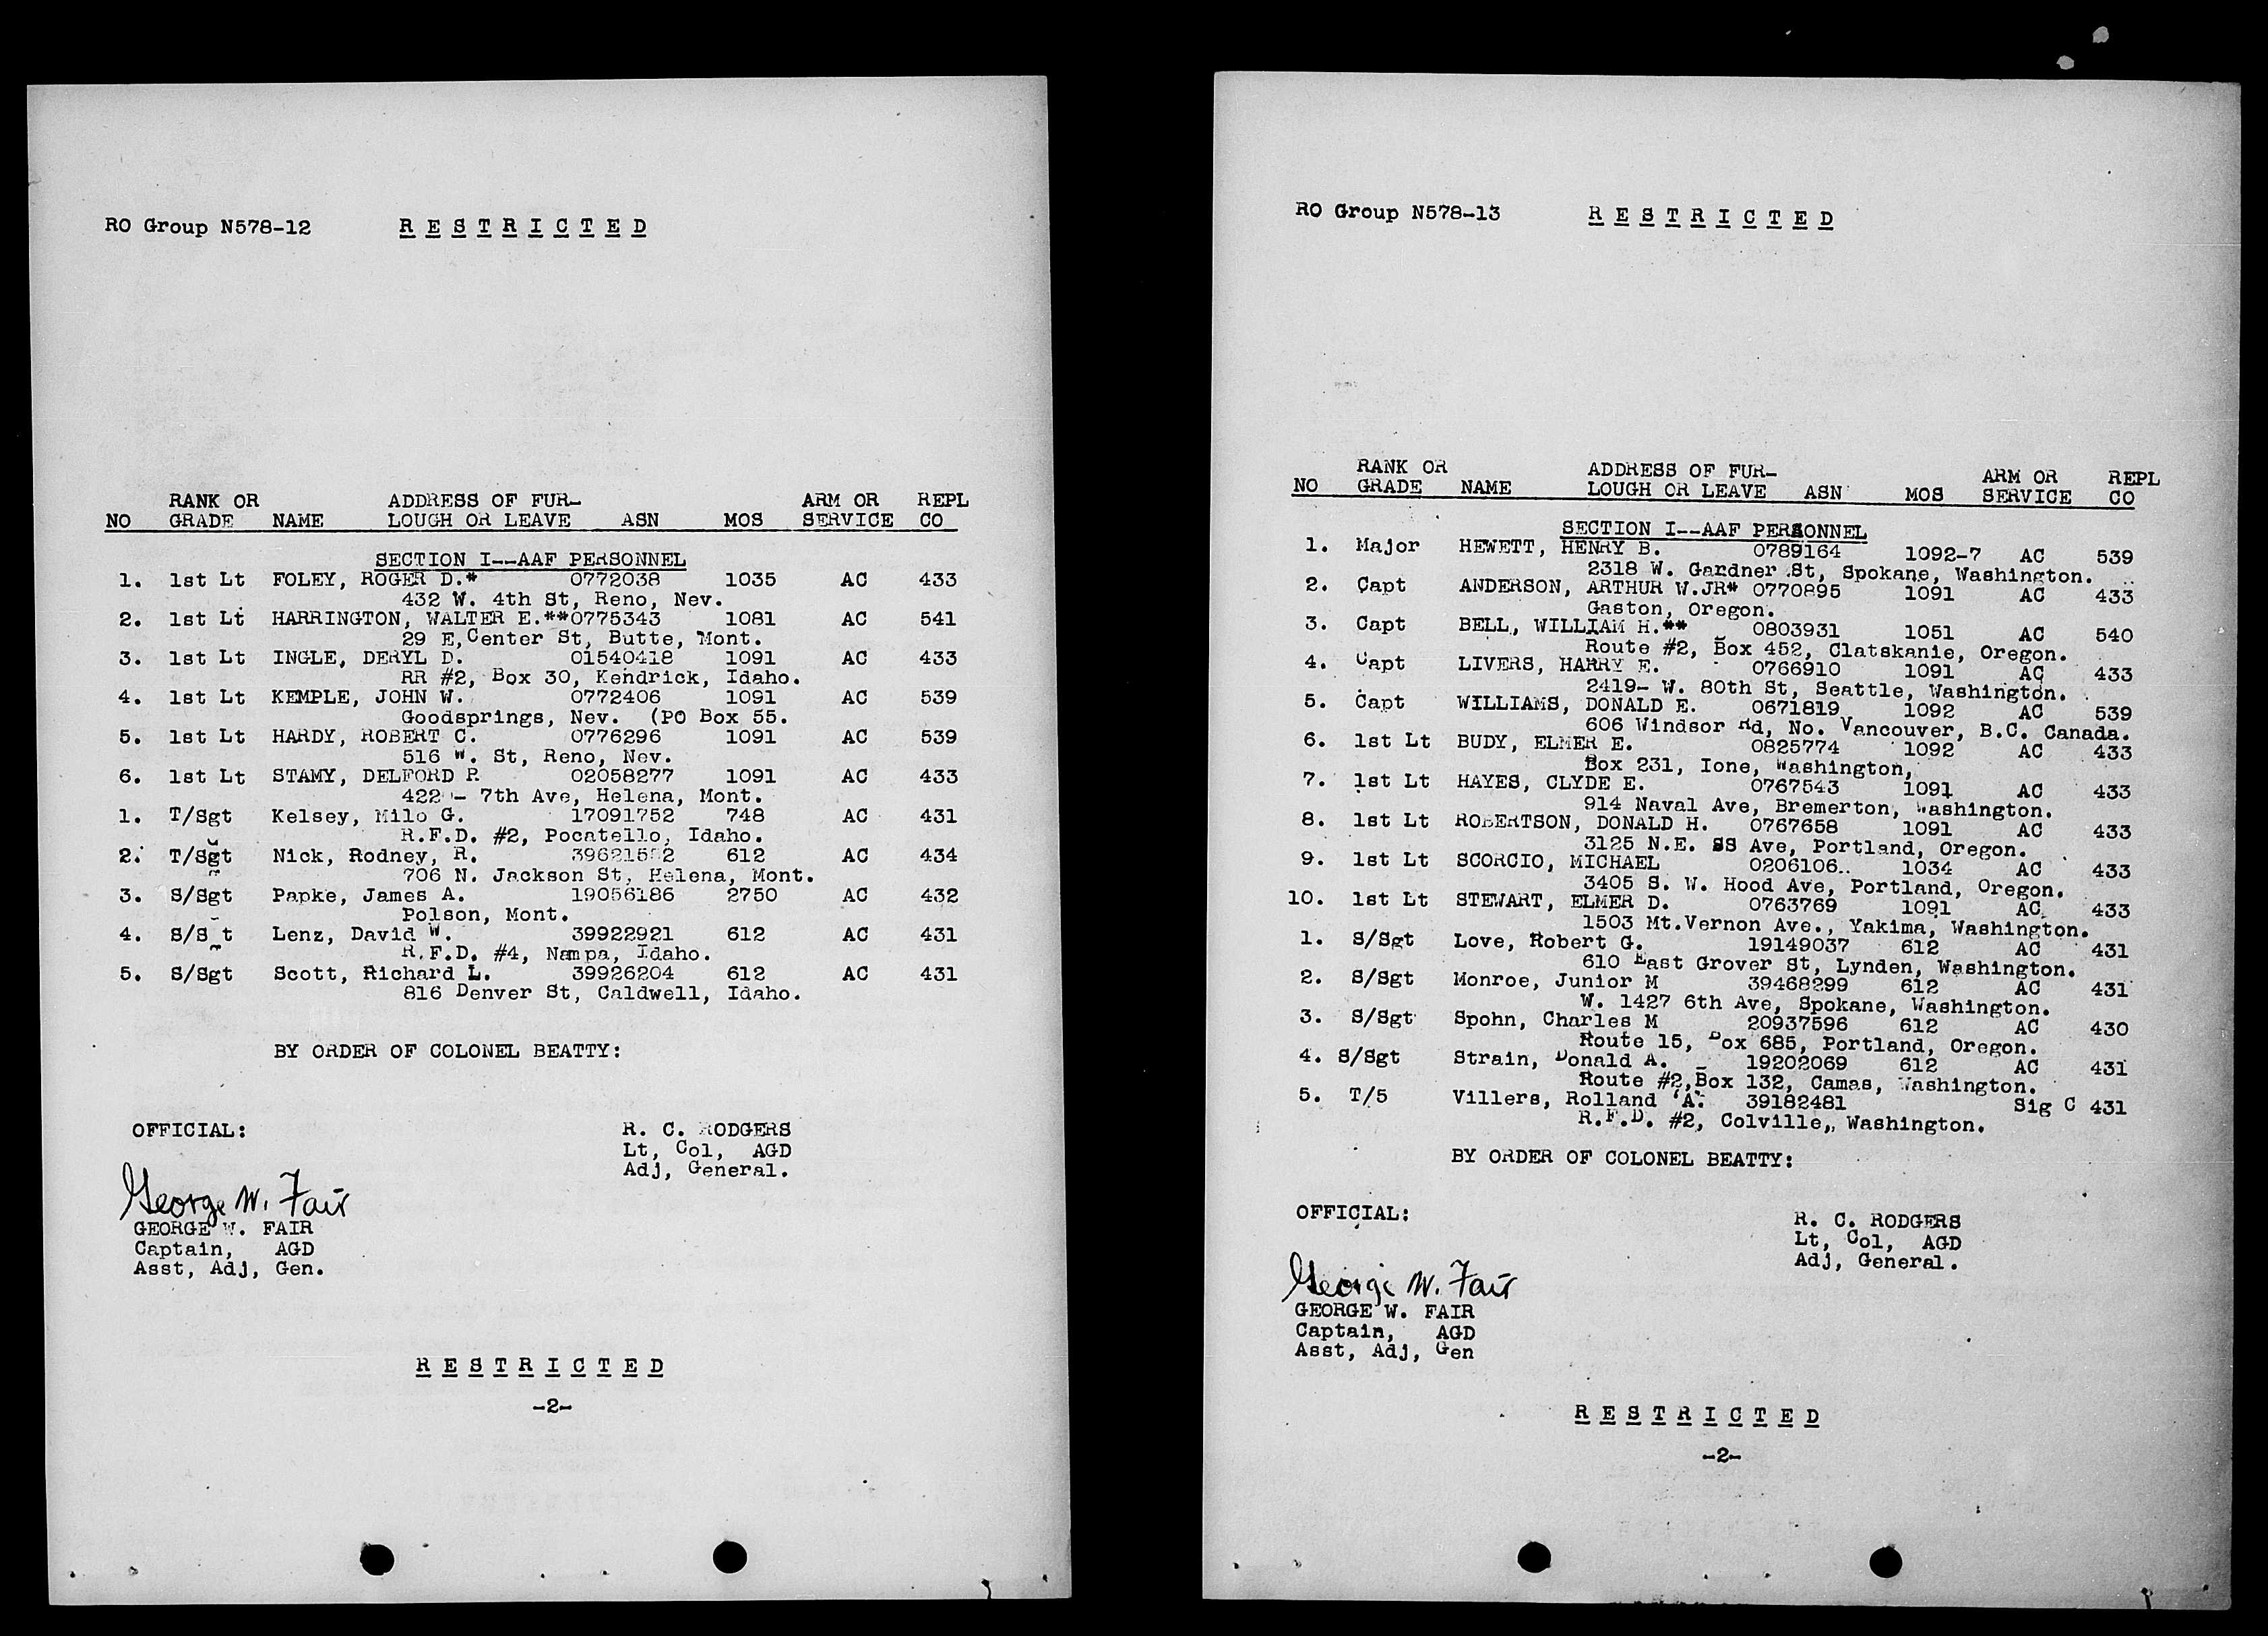 RO Group N578-12 RESTRICTED
RANK OR ADDRESS OF FUR- ARM OR REPL
NO GRADE NAME LOUGH OR LEAVE ASN MOS SERVICE CO
SECTION I--AAF PERSONNEL
1. 1st Lt FOLEY, ROGER D.* 0772038 1035 AC 433
432 W. 4th St, Reno, Nev.
2. 1st Lt HARRINGTON, WALTER E.**0775343 1081 AC 541
29 E,Center St, Butte, Mont.
3. 1st Lt INGLE, DERYL D. 01540418 1091 AC 433
RR #2, Box 30, Kendrick, Idaho.
4. 1st Lt KEMPLE, JOHN W. 0772406 1091 AC 539
Goodsprings, Nev. (PO Box 55.
5. 1st Lt HARDY, ROBERT C. 0776296 1091 AC 539
516 W. St, Reno, Nev.
6. 1st Lt STAMY, DELFORD P. 02058277 1091 AC 433
422 - 7th Ave, Helena, Mont.
1. T/Sgt Kelsey, Milo G. 17091752 748 AC 431
R.F.D. #2, Pocatello, Idaho.
2. T/Sgt Nick, Rodney, R. 612 AC 434
706 N. Jackson St, Helena, Mont.
3. S/Sgt Papke, James A. 19056186 2750 AC 432
Polson, Mont.
4. S/S t Lenz, David W. 39922921 612 AC 431
R.F.D. #4, Nampa, Idaho.
5. S/Sgt Scott, Richard L. 39926204 612 AC 431
816 Denver St, Caldwell, Idaho.
BY ORDER OF COLONEL BEATTY:
OFFICIAL: R. C. RODGERS
Lt, Col, AGD
Adj, General.
George W. Fair
GEORGE W. FAIR
Captain, AGD
Asst, Adj, Gen.
RESTRICTED
-2-
RO Group N578-13 RESTRICTED
RANK OR ADDRESS OF FUR- ARM OR REPL
NO GRADE NAME LOUGH OR LEAVE ASN MOS SERVICE CO
SECTION I--AAF PERSONNEL
1. Major HEWETT, HENRY B. 0789164 1092-7 AC 539
2318 W. Gardner St, Spokane, Washington.
2. Capt ANDERSON, ARTHUR W.JR* 0770895 1091 AC 433
Gaston, Oregon.
3. Capt BELL, WILLIAM H.** 0803931 1051 AC 540
Route #2, Box 452, Clatskanie, Oregon.
4. Capt LIVERS, HARRY E. 0766910 1091 AC 433
2419- W. 80th St, Seattle, Washington.
5. Capt WILLIAMS, DONALD E. 0671819 1092 AC 539
606 Windsor Rd, No. Vancouver, B.C. Canada.
6. 1st Lt BUDY, ELMER E. 0825774 1092 AC 433
Box 231, Ione, Washington,
7. 1st Lt HAYES, CLYDE E. 0767543 1091 AC 433
914 Naval Ave, Bremerton, Washington.
8. 1st Lt ROBERTSON, DONALD H. 0767658 1091 AC 433
3125 N.E. SS Ave, Portland, Oregon.
9. 1st Lt SCORCIO, MICHAEL 0206106.. 1034 AC 433
3405 S. W. Hood Ave, Portland, Oregon.
10. 1st Lt STEWART, ELMER D. 0763769 1091 AC 433
1503 Mt.Vernon Ave., Yakima, Washington.
1. S/Sgt Love, Robert G. 19149037 612 AC 431
610 East Grover St, Lynden, Washington.
2. S/Sgt Monroe, Junior M 39468299 612 AC 431
W. 1427 6th Ave, Spokane, Washington.
3. S/Sgt Spohn, Charles M 20937596 612 AC 430
Route 15, Box 685, Portland, Oregon.
4. S/Sgt Strain, Donald A. 19202069 612 AC 431
Route #2,Box 132, Camas, Washington.
5. T/5 Villers, Rolland A. 39182481 Sig C 431
R.F.D. #2, Colville,, Washington.
BY ORDER OF COLONEL BEATTY:
OFFICIAL: R. C. RODGERS
Lt, Col, AGD
Adj, General.
George W. Fair
GEORGE W. FAIR
Captain, AGD
Asst, Adj, Gen
RESTRICTED
-2-